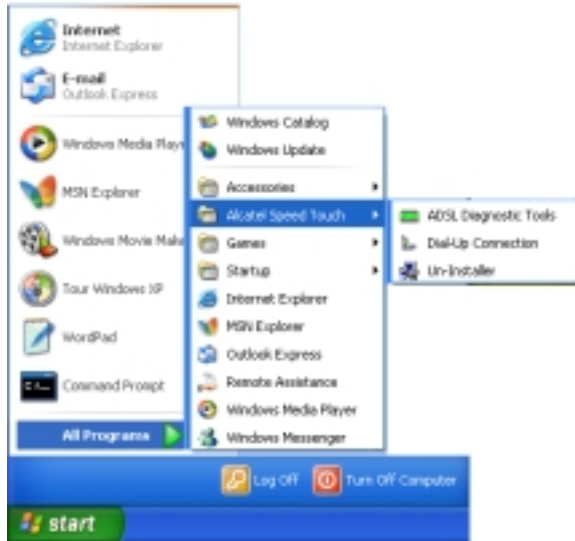 Internet
Internet Explorer
E-mail
Outlook Express
Windows Media Play
MSN Explorer
Windows Movie Make
Tour Windows XP
WordPad
Command Prompt
All Programs
Windows Catalog
Windows Update
Accessories
Alcatel Speed Touch
Games
Startup
Internet Explorer
MSN Explorer
Outlook Express
Remote Assistance
Windows Media Player
Windows Messenger
ADSL Diagnostic Tools
Dial-Up Connection
Un-Installer
Log Off
Turn Off Computer
start